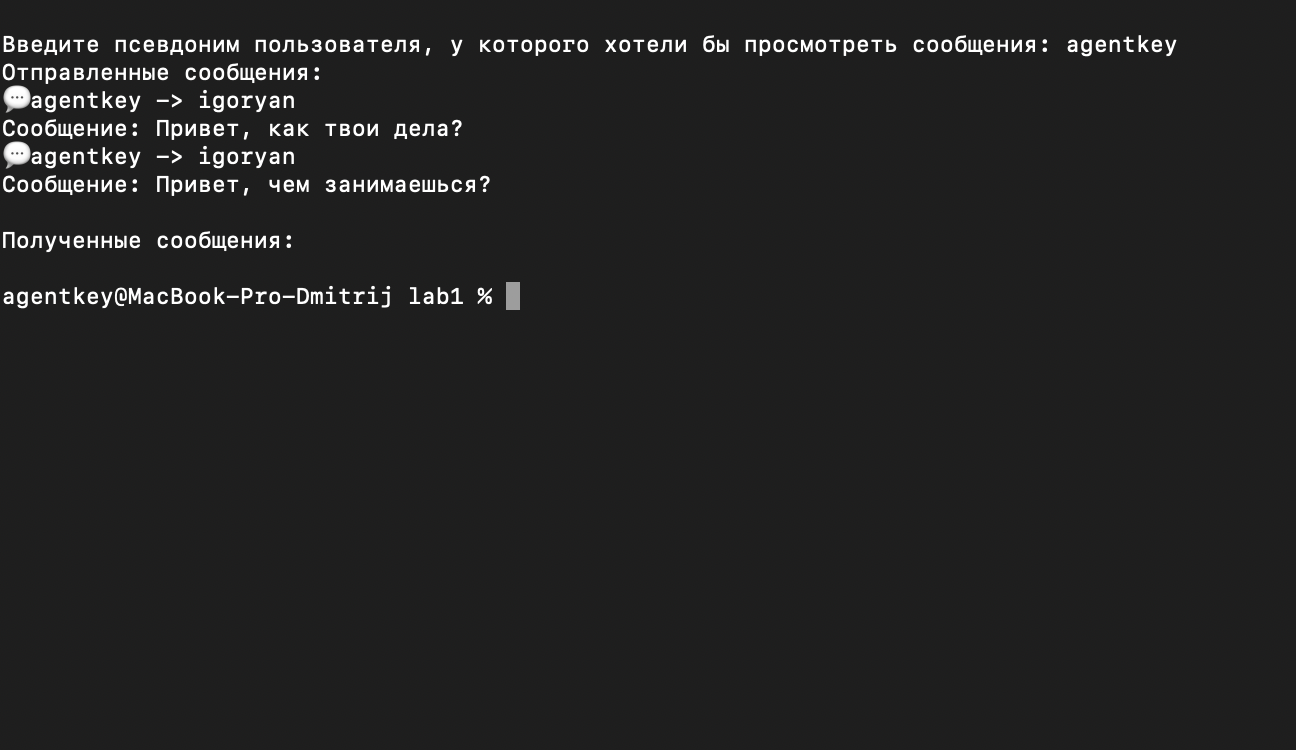 Введите псевдоним пользователя, у которого хотели бы просмотреть сообщения: agentkey
Отправленные сообщения:
💬agentkey -> igoryan
Сообщение: Привет, как твои дела?
💬agentkey -> igoryan
Сообщение: Привет, чем занимаешься?
Полученные сообщения:
agentkey@MacBook-Pro-Dmitrij lab1 %